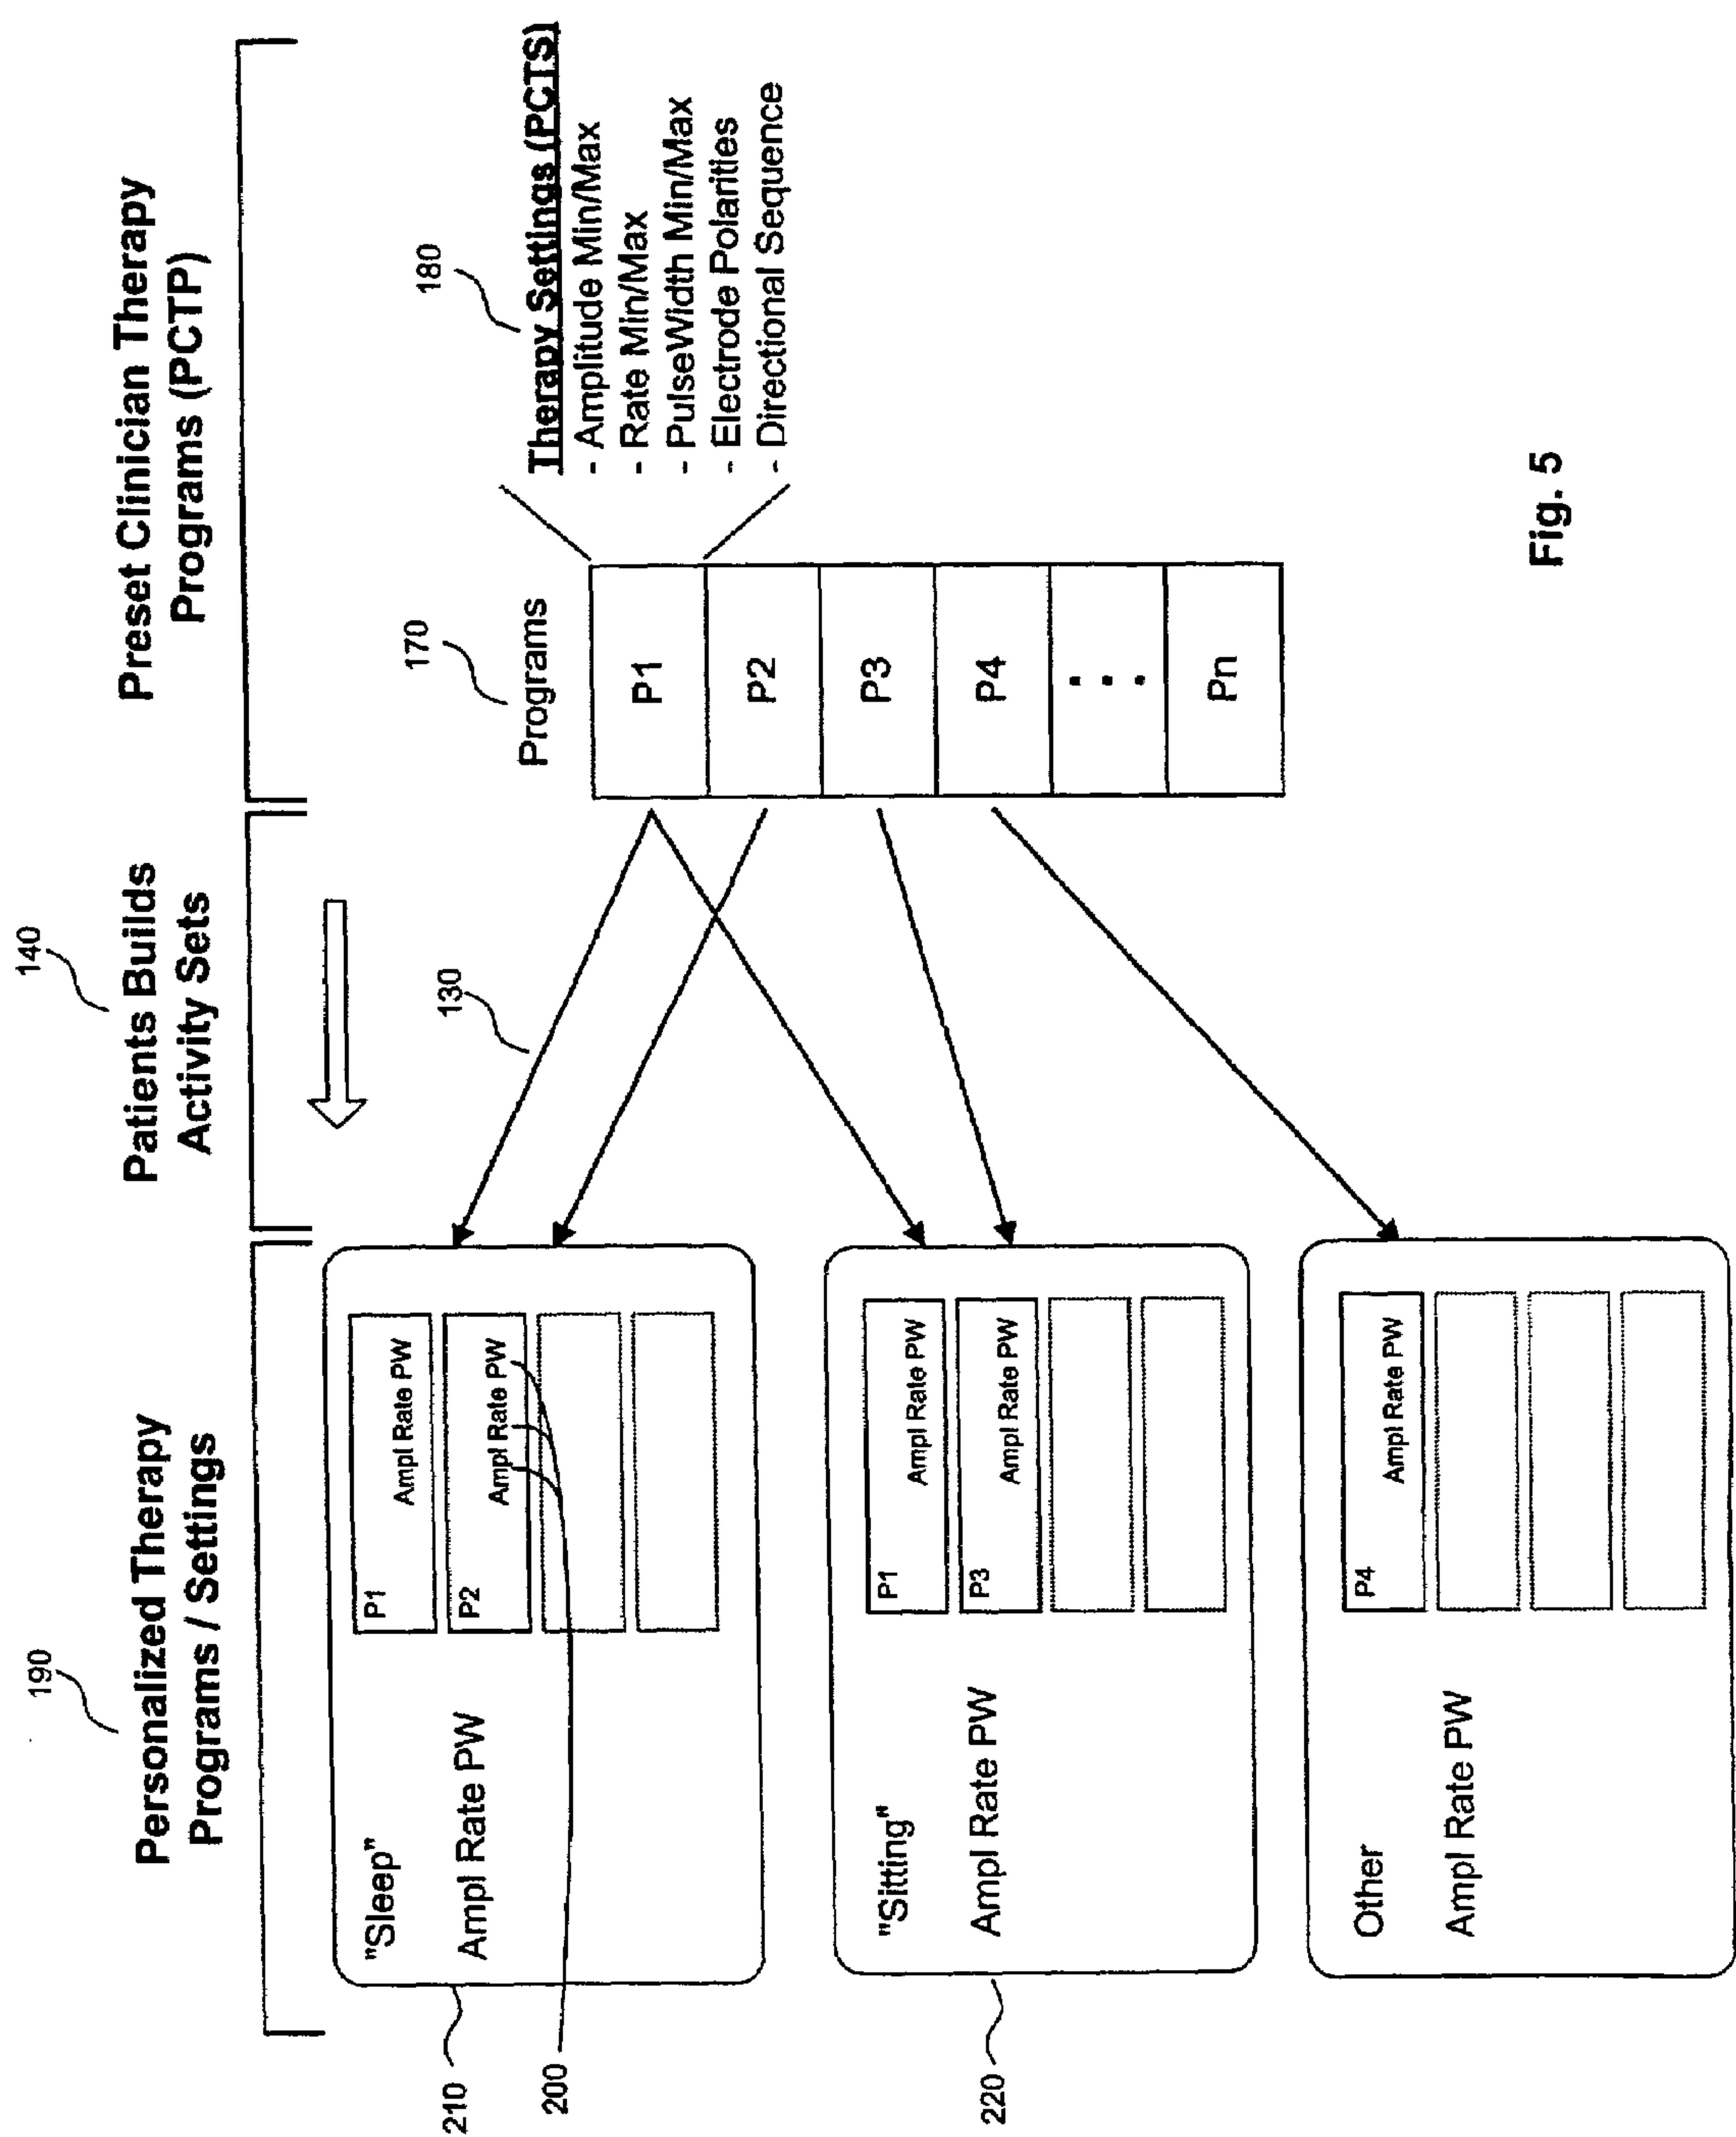 190
Personalized Therapy
Programs / Settings
140
Patients Builds
Activity Sets
Preset Clinician Therapy
Programs (PCTP)
"Sleep"
Ampl Rate PW
P1
Ampl Rate PW
P2
Ampl Rate PW
210
200
"Sitting"
Ampl Rate PW
P1
Ampl Rate PW
P3
Ampl Rate PW
220
Other
Ampl Rate PW
P4
Ampl Rate PW
130
170
Programs
P1
P2
P3
P4
. . .
Pn
180
Therapy Settings (PCTS)
- Amplitude Min/Max
- Rate Min/Max
- PulseWidth Min/Max
- Electrode Polarities
- Directional Sequence
Fig. 5